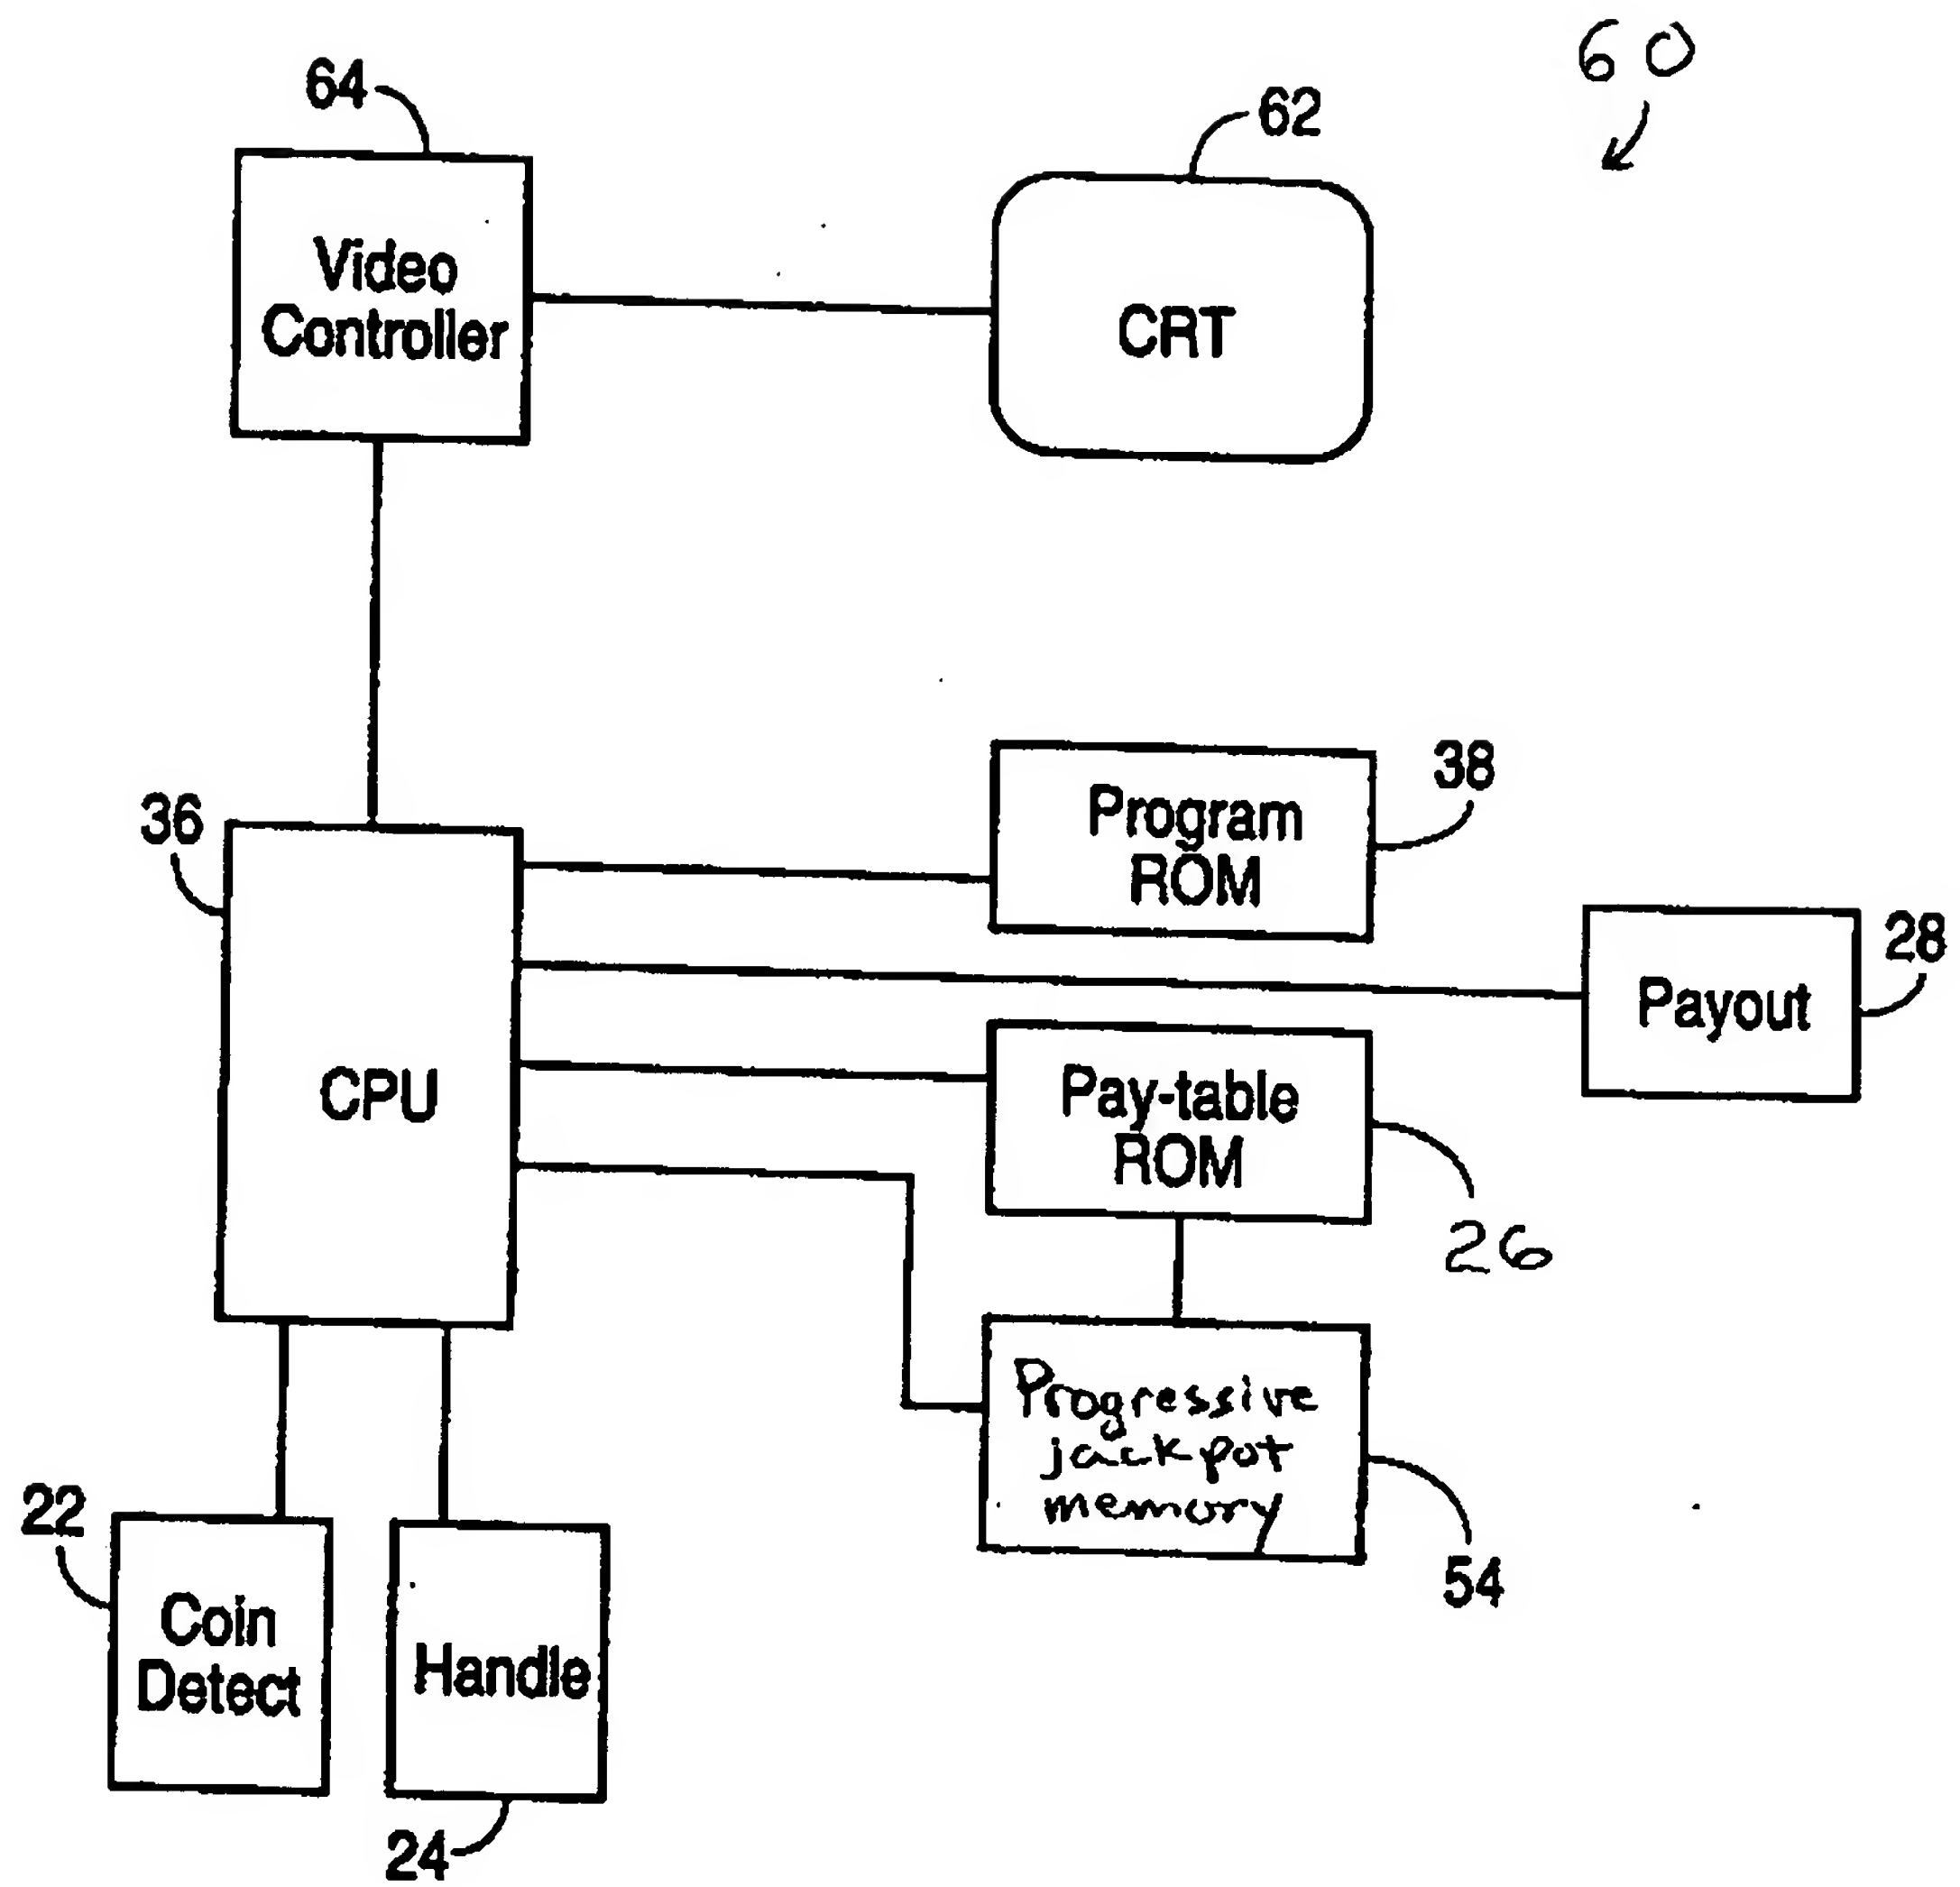 60
64
62
Video
Controller
CRT
36
38
Program
ROM
28
Payout
CPU
Pay-table
ROM
26
Progressive
jackpot
memory
54
22
Coin
Detect
Handle
24